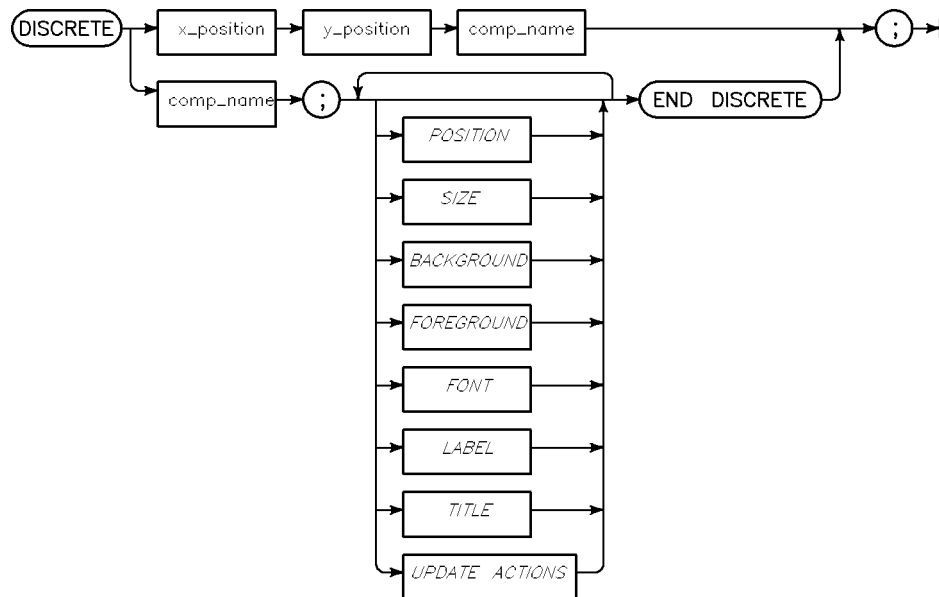 DISCRETE x_position y_position comp_name ;
comp_name ; END DISCRETE
POSITION
SIZE
BACKGROUND
FOREGROUND
FONT
LABEL
TITLE
UPDATE ACTIONS